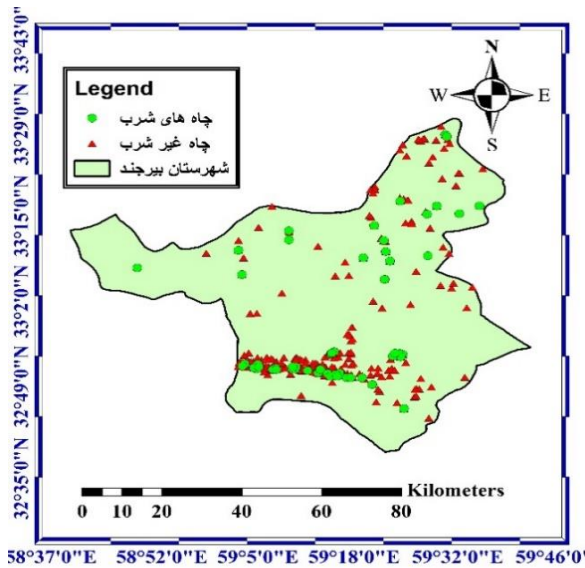 33°43'0"N
33°29'0"N
33°15'0"N
33°2'0"N
32°49'0"N
32°35'0"N
Legend
چاه های شرب
چاه غیر شرب
شهرستان بیرجند
N
W E
S
Kilometers
0 5 10 20 40 60 80
58°37'0"E 58°52'0"E 59°5'0"E 59°18'0"E 59°32'0"E 59°46'0"E